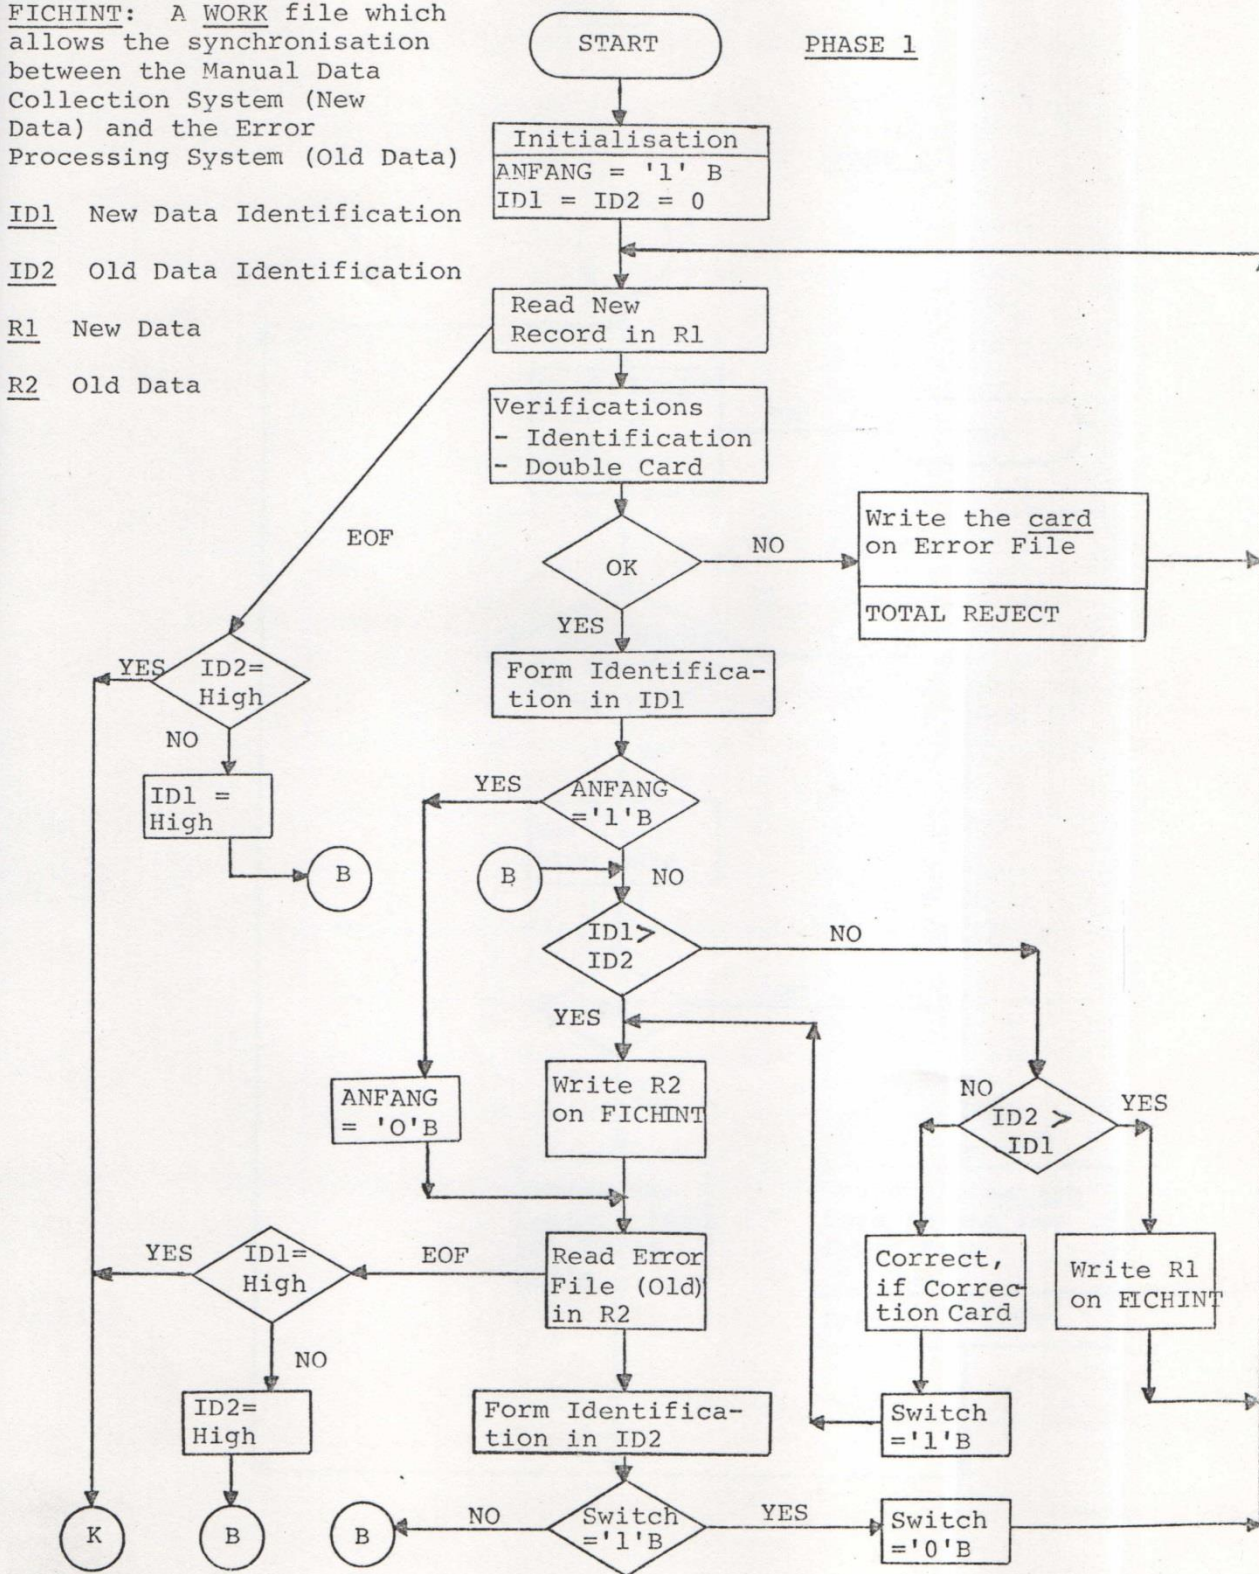 FICHINT: A WORK file which
allows the synchronisation
between the Manual Data
Collection System (New
Data) and the Error
Processing System (Old Data)
ID1 New Data Identification
ID2 Old Data Identification
R1 New Data
R2 Old Data
START
PHASE 1
Initialisation
ANFANG = '1' B
ID1 = ID2 = 0
Read New
Record in R1
Verifications
- Identification
- Double Card
EOF
OK
NO
Write the card
on Error File
TOTAL REJECT
YES
Form Identifica-
tion in ID1
YES
ID2=
High
NO
ID1 =
High
B
YES
ANFANG
='1'B
B
NO
ID1>
ID2
NO
YES
ANFANG
= '0'B
Write R2
on FICHINT
NO
ID2 >
ID1
YES
YES
ID1=
High
EOF
Read Error
File (Old)
in R2
Correct,
if Correc-
tion Card
Write R1
on FICHINT
NO
ID2=
High
Form Identifica-
tion in ID2
Switch
='1'B
K
B
B
NO
Switch
='1'B
YES
Switch
='0'B